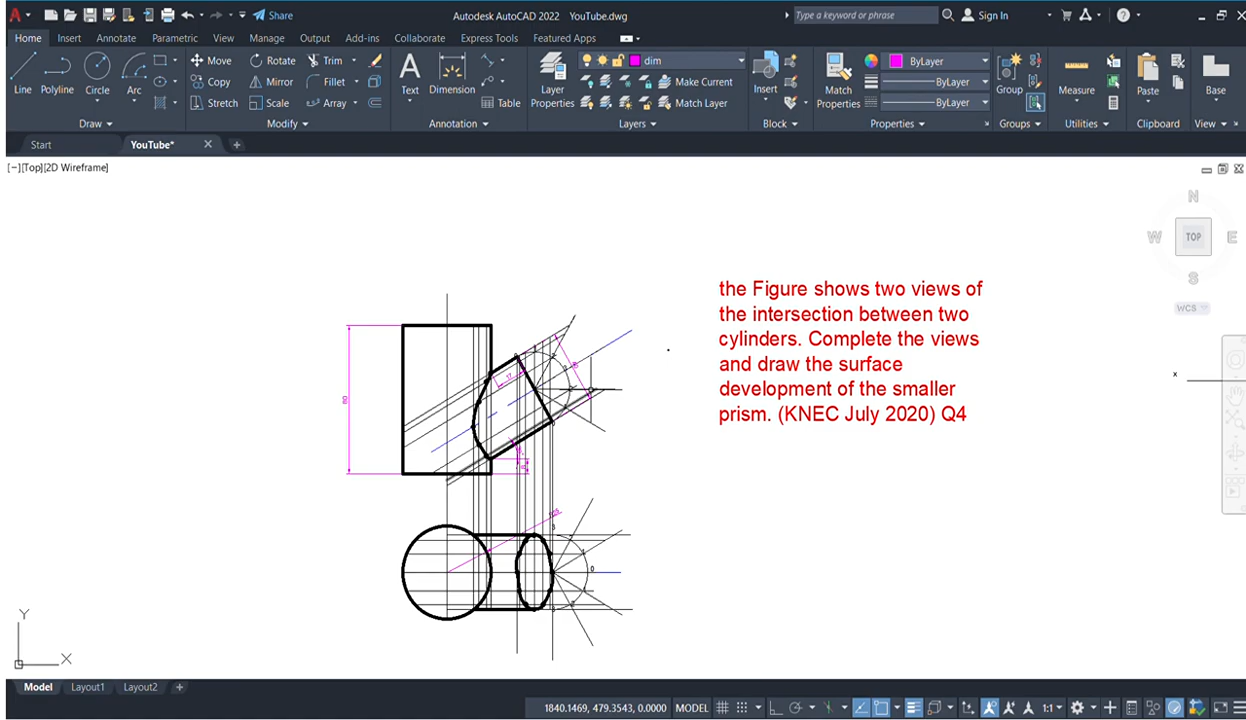 Share
Autodesk AutoCAD 2022 YouTube.dwg
Type a keyword or phrase
Sign In
Home Insert Annotate Parametric View Manage Output Add-ins Collaborate Express Tools Featured Apps
Line Polyline Circle Arc
Move Rotate Trim
Copy Mirror Fillet
Stretch Scale Array
Text Dimension Table
Layer Properties
dim
Make Current
Match Layer
Insert
Match Properties
ByLayer
ByLayer
ByLayer
Group Measure Paste Base
Draw Modify Annotation Layers Block Properties Groups Utilities Clipboard View
Start YouTube*
[−][Top][2D Wireframe]
N
W TOP E
S
WCS
the Figure shows two views of
the intersection between two
cylinders. Complete the views
and draw the surface
development of the smaller
prism. (KNEC July 2020) Q4
17
Y
X
Model Layout1 Layout2
1840.1469, 479.3543, 0.0000 MODEL 1:1